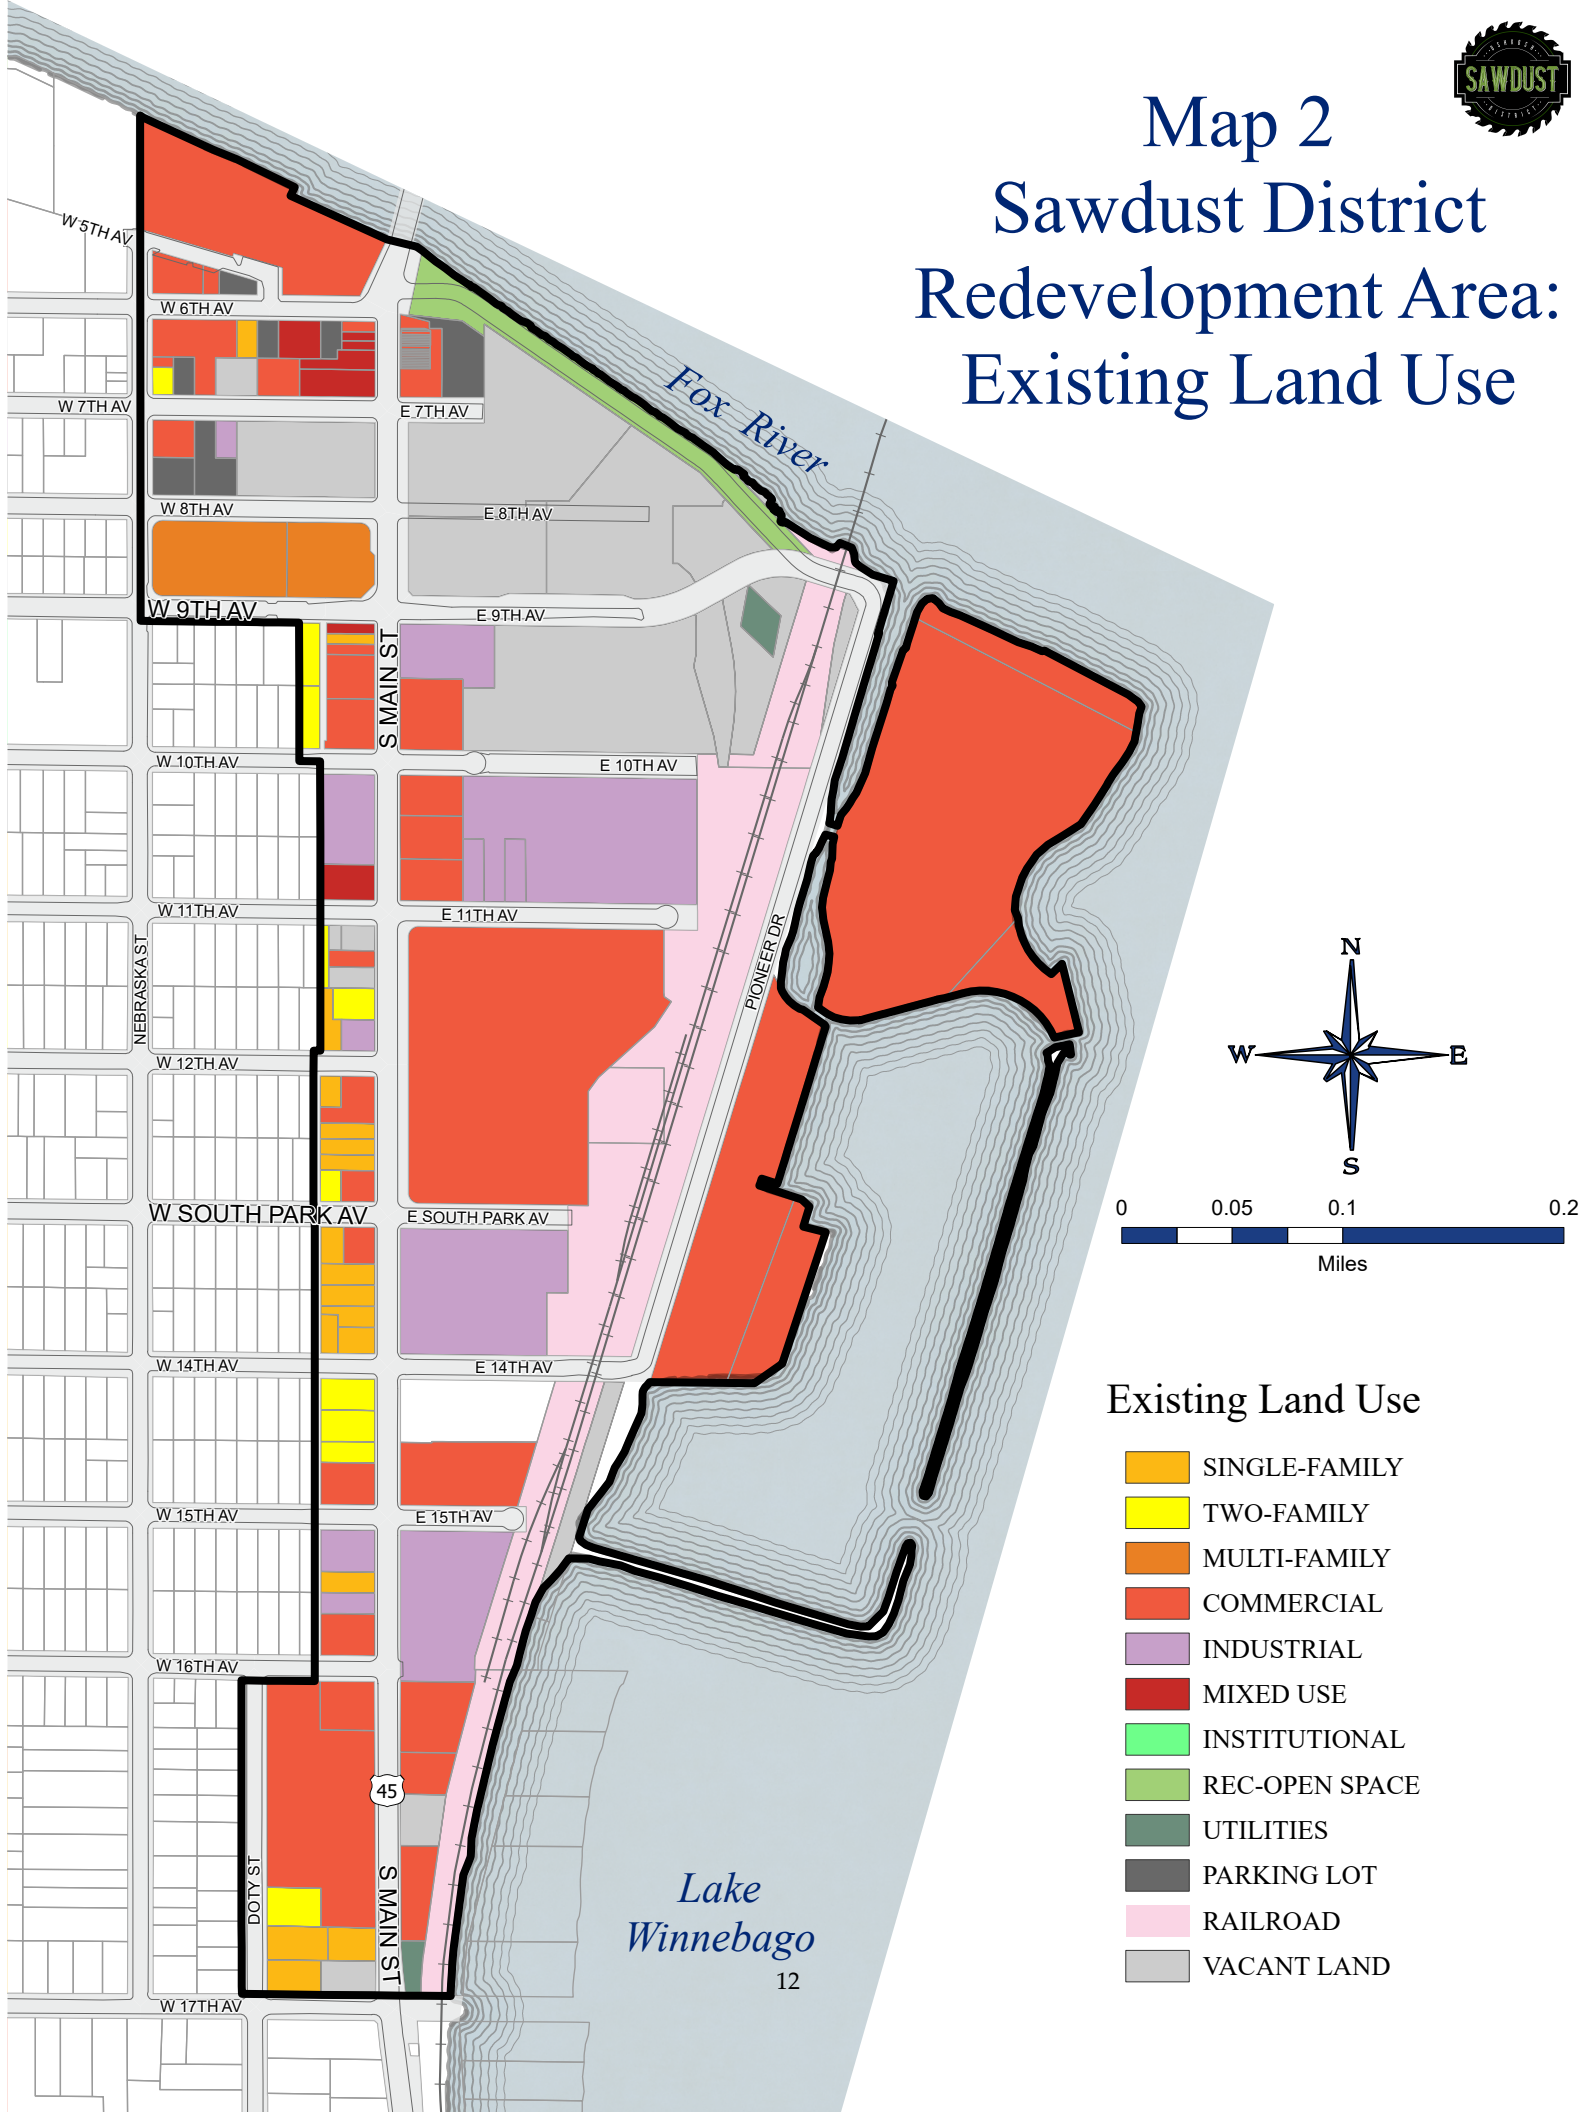 OSHKOSH
SAWDUST
DISTRICT
Map 2
Sawdust District
Redevelopment Area:
Existing Land Use
W 5TH AV
W 6TH AV
W 7TH AV
E 7TH AV
Fox River
W 8TH AV
E 8TH AV
W 9TH AV
E 9TH AV
S MAIN ST
W 10TH AV
E 10TH AV
W 11TH AV
E 11TH AV
NEBRASKA ST
PIONEER DR
W 12TH AV
W SOUTH PARK AV
E SOUTH PARK AV
W 14TH AV
E 14TH AV
W 15TH AV
E 15TH AV
W 16TH AV
45
DOTY ST
S MAIN ST
W 17TH AV
Lake
Winnebago
12
N
W E
S
0 0.05 0.1 0.2
Miles
Existing Land Use
SINGLE-FAMILY
TWO-FAMILY
MULTI-FAMILY
COMMERCIAL
INDUSTRIAL
MIXED USE
INSTITUTIONAL
REC-OPEN SPACE
UTILITIES
PARKING LOT
RAILROAD
VACANT LAND